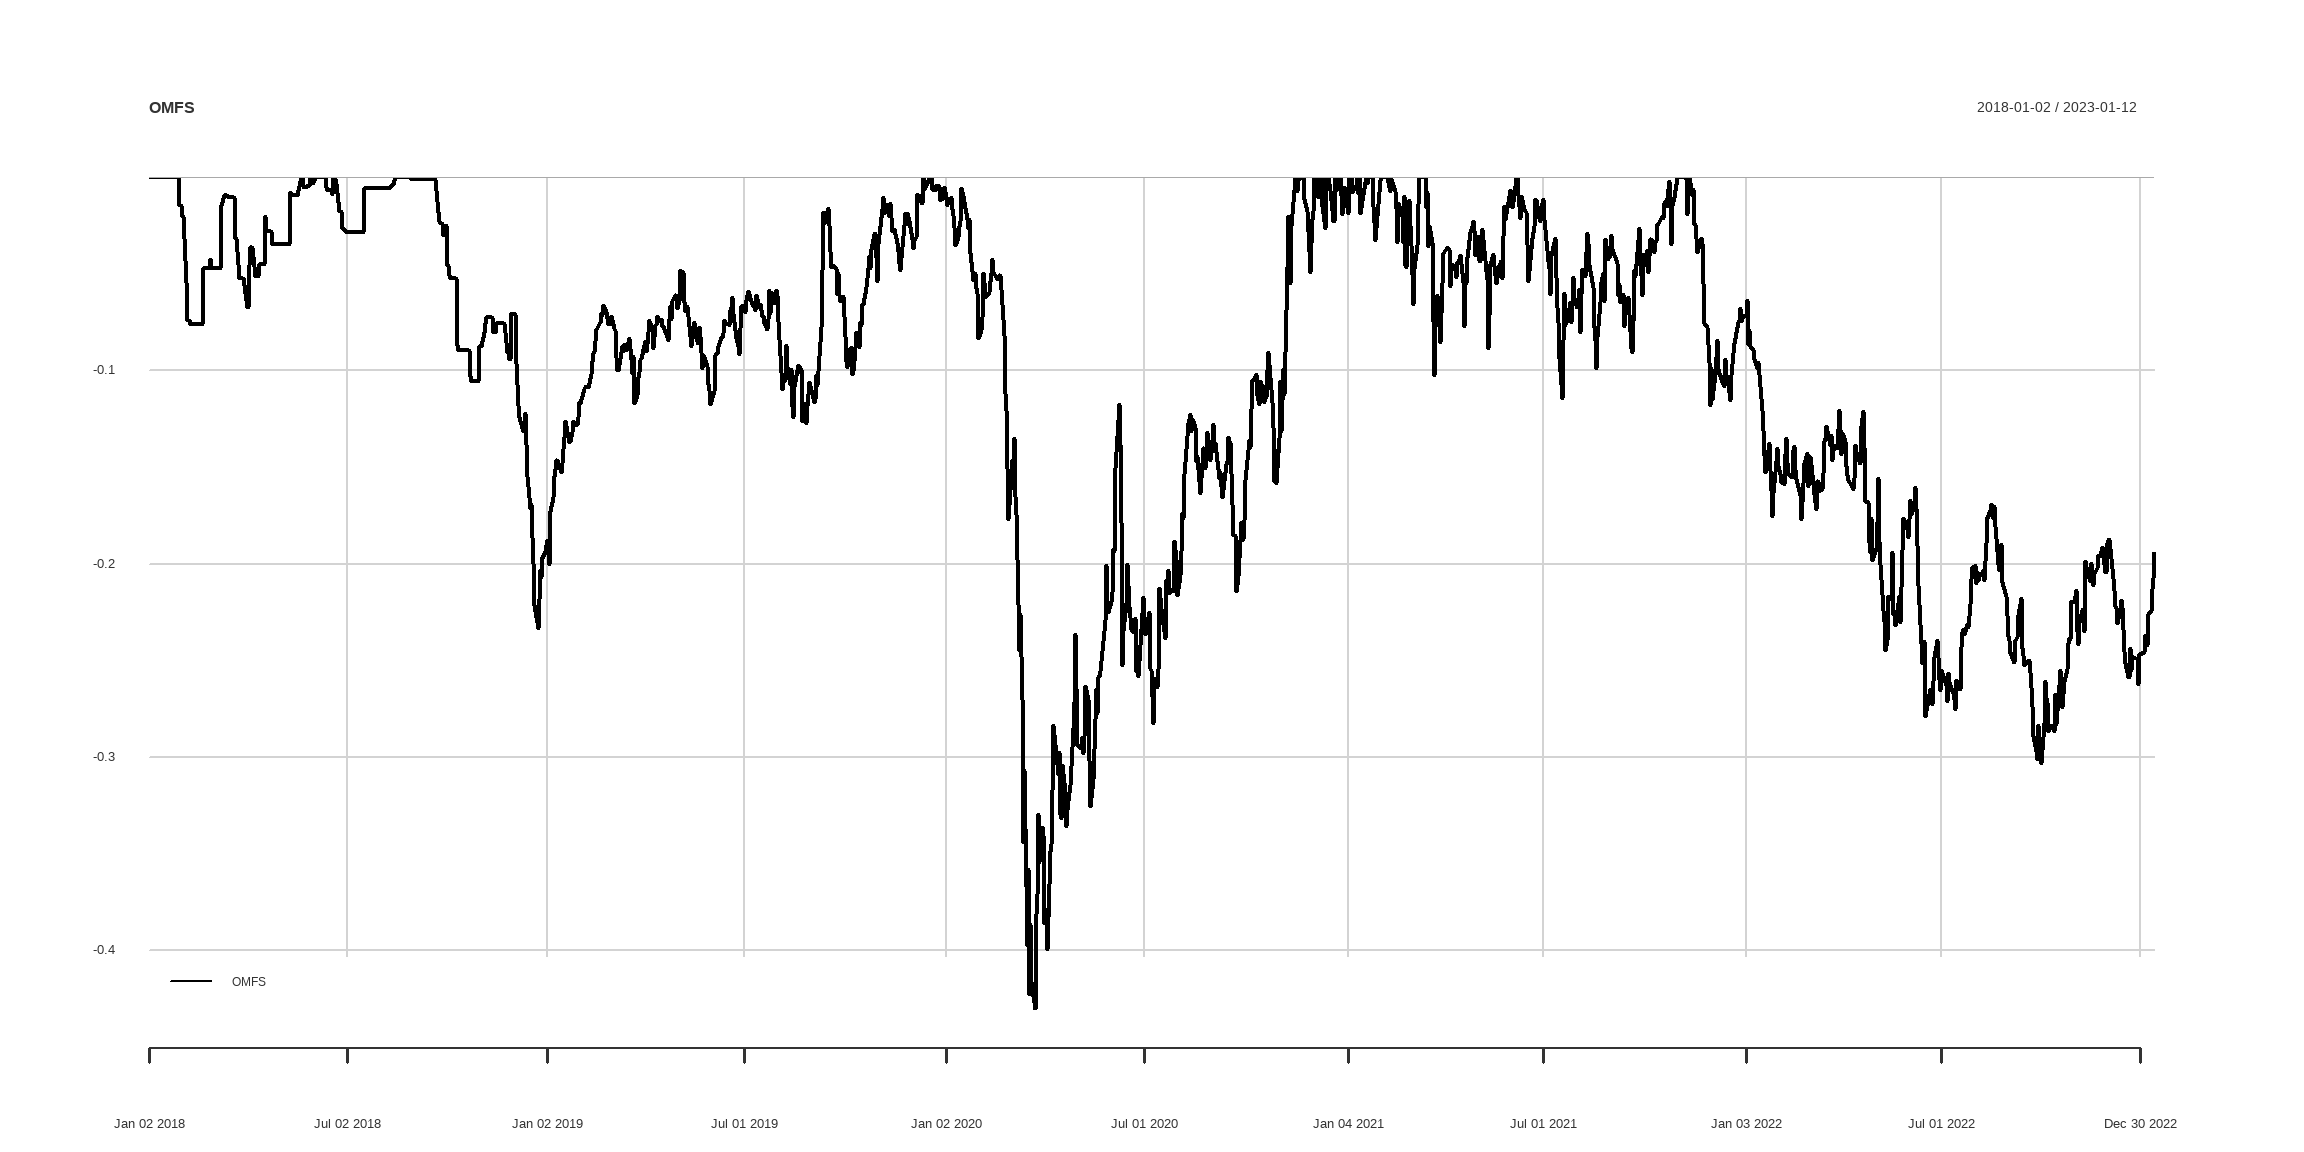 OMFS
2018-01-02 / 2023-01-12
-0.1
-0.2
-0.3
-0.4
OMFS
Jan 02 2018
Jul 02 2018
Jan 02 2019
Jul 01 2019
Jan 02 2020
Jul 01 2020
Jan 04 2021
Jul 01 2021
Jan 03 2022
Jul 01 2022
Dec 30 2022